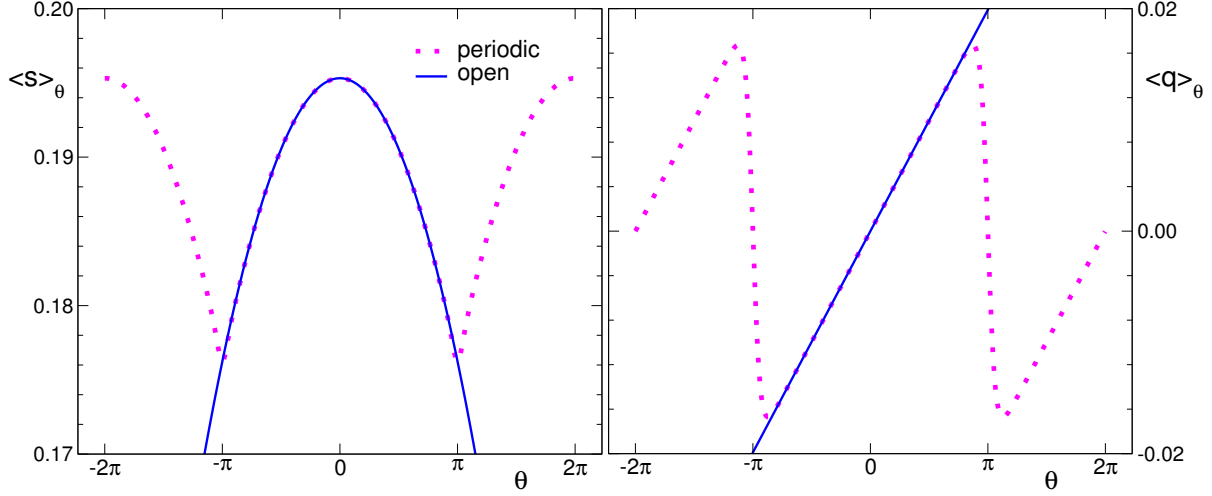 0.20
<s>θ
0.19
0.18
0.17
periodic
open
-2π
-π
0
π
θ
2π
0.02
<q>θ
0.00
-0.02
-2π
-π
0
π
θ
2π